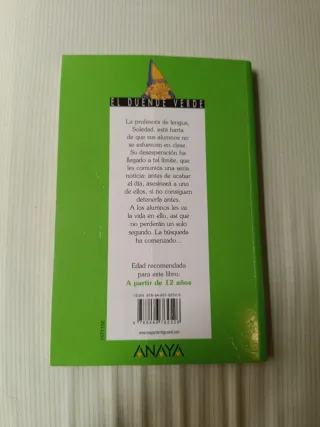 EL DUENDE VERDE
La profesora de lengua,
Soledad, está harta
de que sus alumnos no
se esfuercen en clase.
Su desesperación ha
llegado a tal límite, que
les comunica una seria
noticia: antes de acabar
el día, asesinará a uno
de ellos, si no consiguen
detenerla antes.
A los alumnos les va
la vida en ello, así que
no perderán un solo
segundo. La búsqueda
ha comenzado...
Edad recomendada
para este libro:
A partir de 12 años
ANAYA